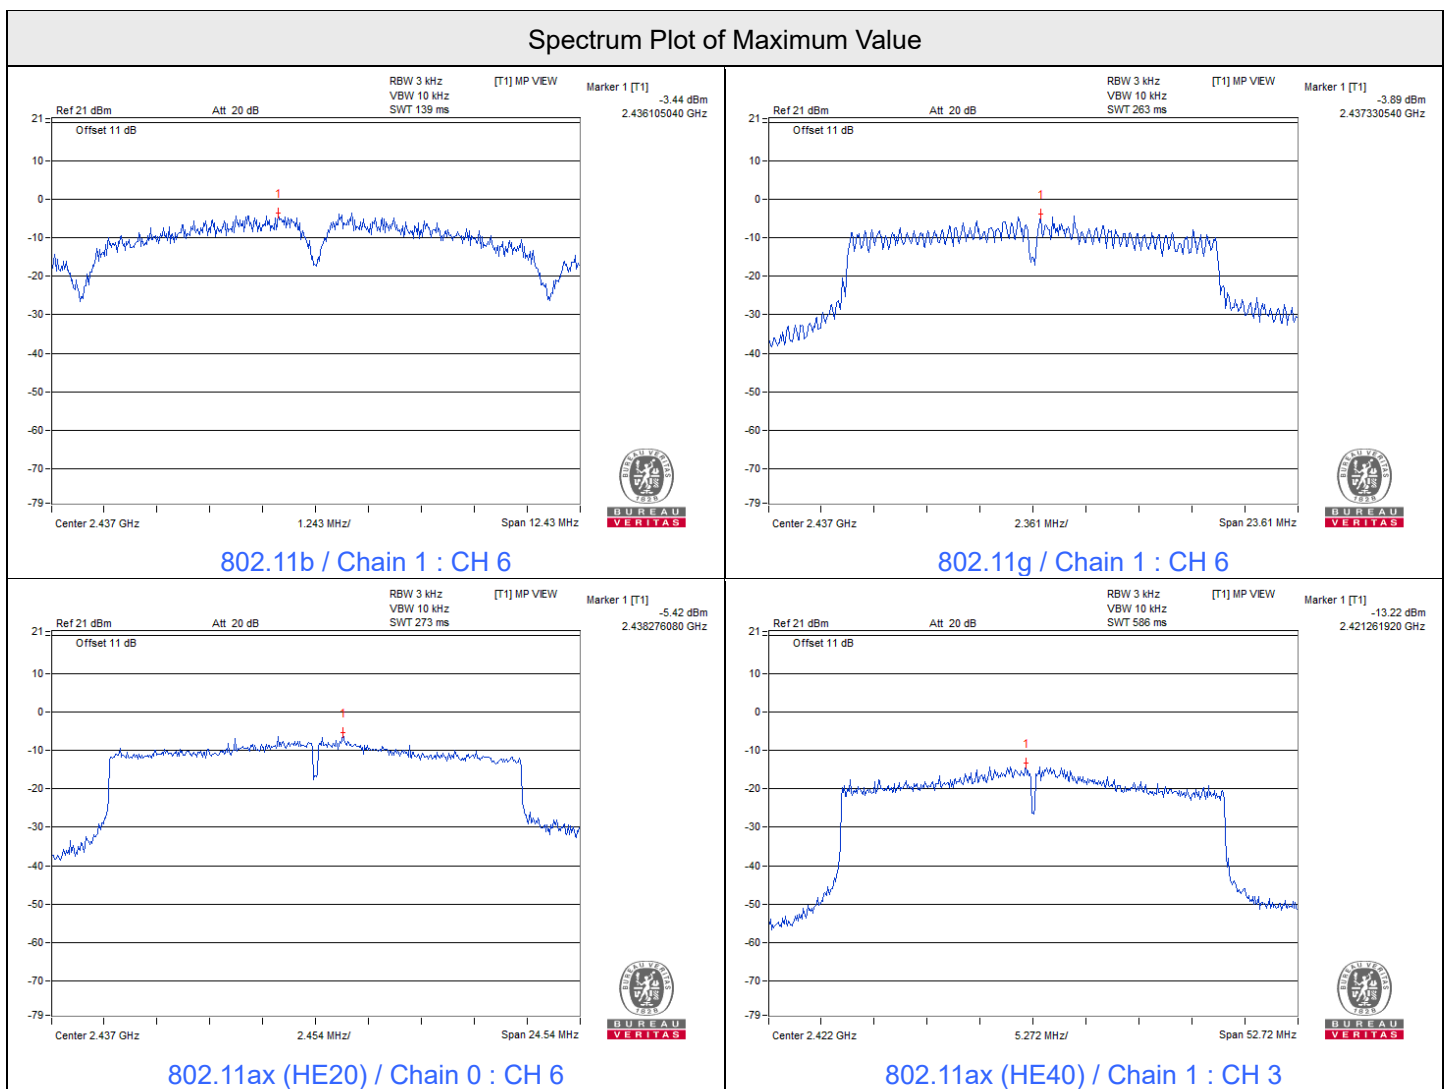 Spectrum Plot of Maximum Value
RBW 3 kHz
[T1] MP VIEW
Marker 1 [T1]
VBW 10 kHz
-3.44 dBm
Ref 21 dBm
Att 20 dB
SWT 139 ms
2.436105040 GHz
21
Offset 11 dB
10
1
0
-10
-20
-30
-40
-50
-60
-70
-79
Center 2.437 GHz
1.243 MHz/
Span 12.43 MHz
BUREAU VERITAS
1828
BUREAU
VERITAS
802.11b / Chain 1 : CH 6
RBW 3 kHz
[T1] MP VIEW
Marker 1 [T1]
VBW 10 kHz
-3.89 dBm
Ref 21 dBm
Att 20 dB
SWT 263 ms
2.437330540 GHz
21
Offset 11 dB
10
1
0
-10
-20
-30
-40
-50
-60
-70
-79
Center 2.437 GHz
2.361 MHz/
Span 23.61 MHz
BUREAU VERITAS
1828
BUREAU
VERITAS
802.11g / Chain 1 : CH 6
RBW 3 kHz
[T1] MP VIEW
Marker 1 [T1]
VBW 10 kHz
-5.42 dBm
Ref 21 dBm
Att 20 dB
SWT 273 ms
2.438276080 GHz
21
Offset 11 dB
10
0
1
-10
-20
-30
-40
-50
-60
-70
-79
Center 2.437 GHz
2.454 MHz/
Span 24.54 MHz
BUREAU VERITAS
1828
BUREAU
VERITAS
802.11ax (HE20) / Chain 0 : CH 6
RBW 3 kHz
[T1] MP VIEW
Marker 1 [T1]
VBW 10 kHz
-13.22 dBm
Ref 21 dBm
Att 20 dB
SWT 586 ms
2.421261920 GHz
21
Offset 11 dB
10
0
1
-10
-20
-30
-40
-50
-60
-70
-79
Center 2.422 GHz
5.272 MHz/
Span 52.72 MHz
BUREAU VERITAS
1828
BUREAU
VERITAS
802.11ax (HE40) / Chain 1 : CH 3